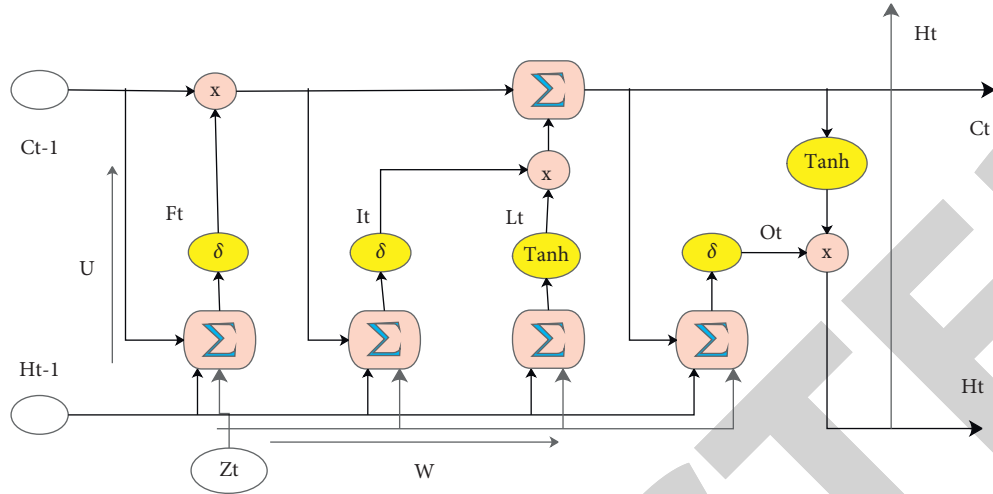 Ht
x
Σ
Ct-1
Ct
Tanh
x
Ft
It
Lt
Ot
U
δ
δ
Tanh
δ
x
Σ
Σ
Σ
Σ
Ht-1
Ht
Zt
W